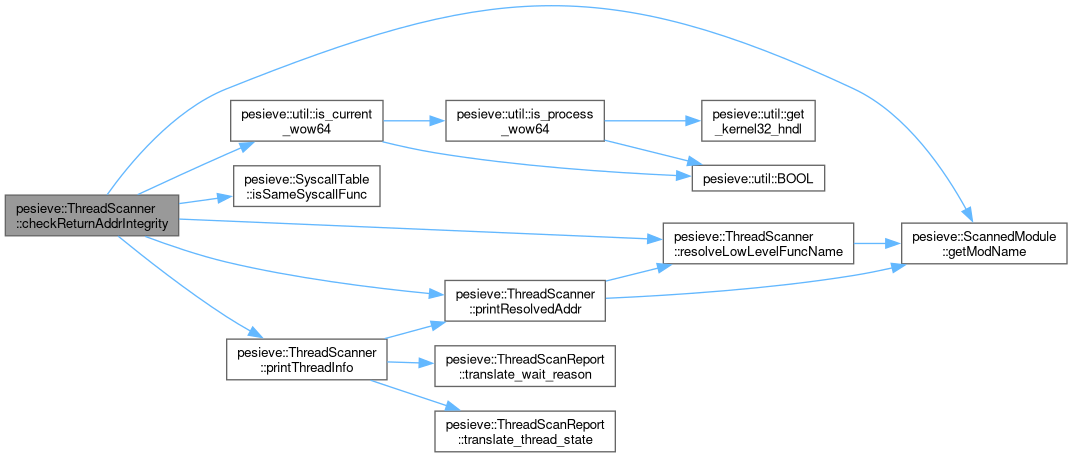 pesieve::ThreadScanner
::checkReturnAddrIntegrity
pesieve::util::is_current
_wow64
pesieve::util::is_process
_wow64
pesieve::util::get
_kernel32_hndl
pesieve::util::BOOL
pesieve::SyscallTable
::isSameSyscallFunc
pesieve::ThreadScanner
::resolveLowLevelFuncName
pesieve::ScannedModule
::getModName
pesieve::ThreadScanner
::printResolvedAddr
pesieve::ThreadScanner
::printThreadInfo
pesieve::ThreadScanReport
::translate_wait_reason
pesieve::ThreadScanReport
::translate_thread_state